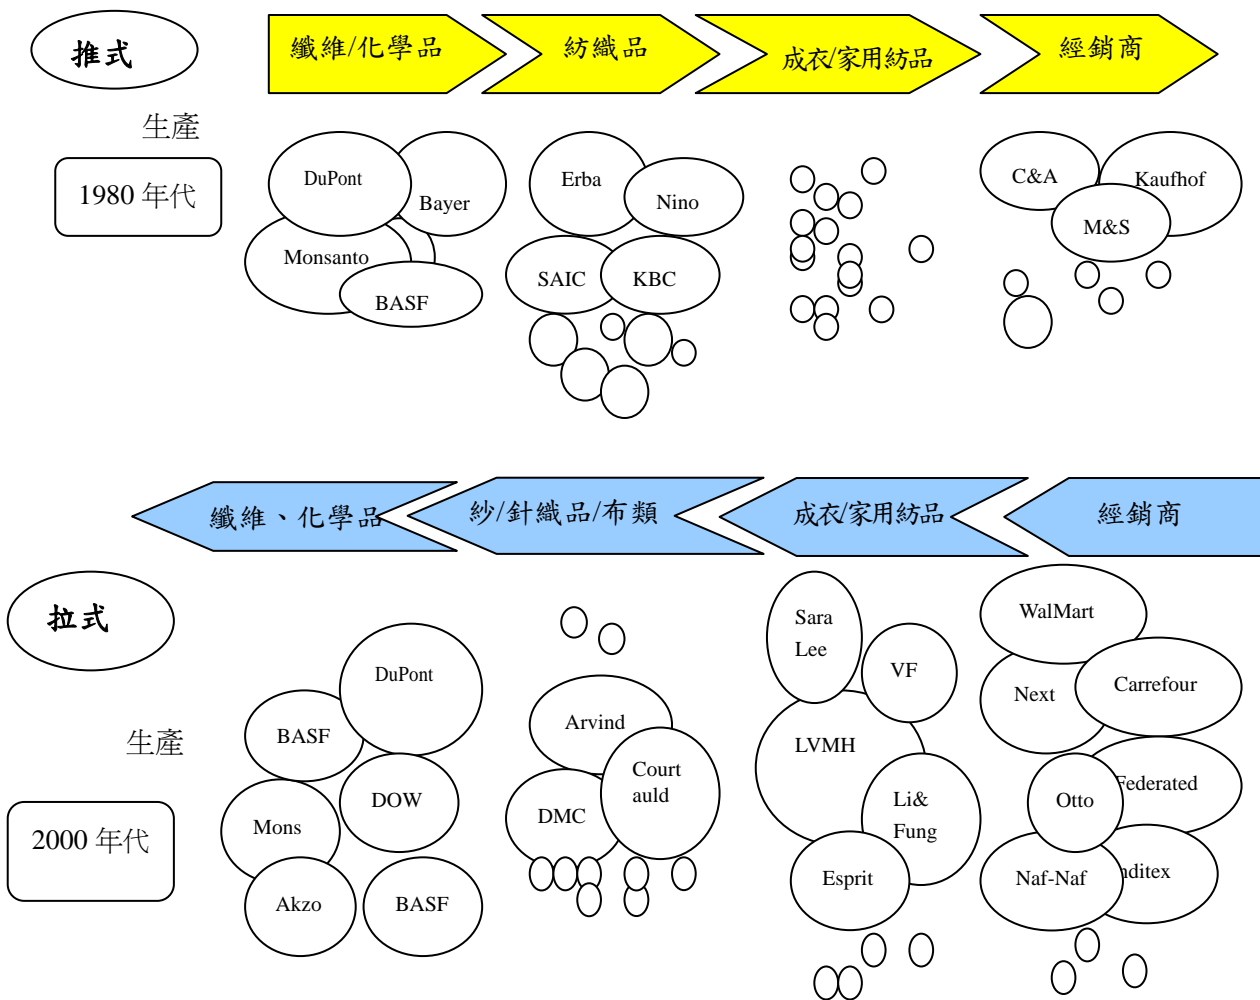 推式
纖維/化學品
紡織品
成衣/家用紡品
經銷商
生產
1980 年代
DuPont
Bayer
Monsanto
BASF
Erba
Nino
SAIC
KBC
C&A
Kaufhof
M&S
纖維、化學品
紗/針織品/布類
成衣/家用紡品
經銷商
拉式
生產
2000 年代
DuPont
BASF
DOW
Mons
Akzo
BASF
Arvind
Court
auld
DMC
Sara
Lee
VF
LVMH
Li&
Fung
Esprit
WalMart
Next
Carrefour
Federated
Otto
Naf-Naf
nditex